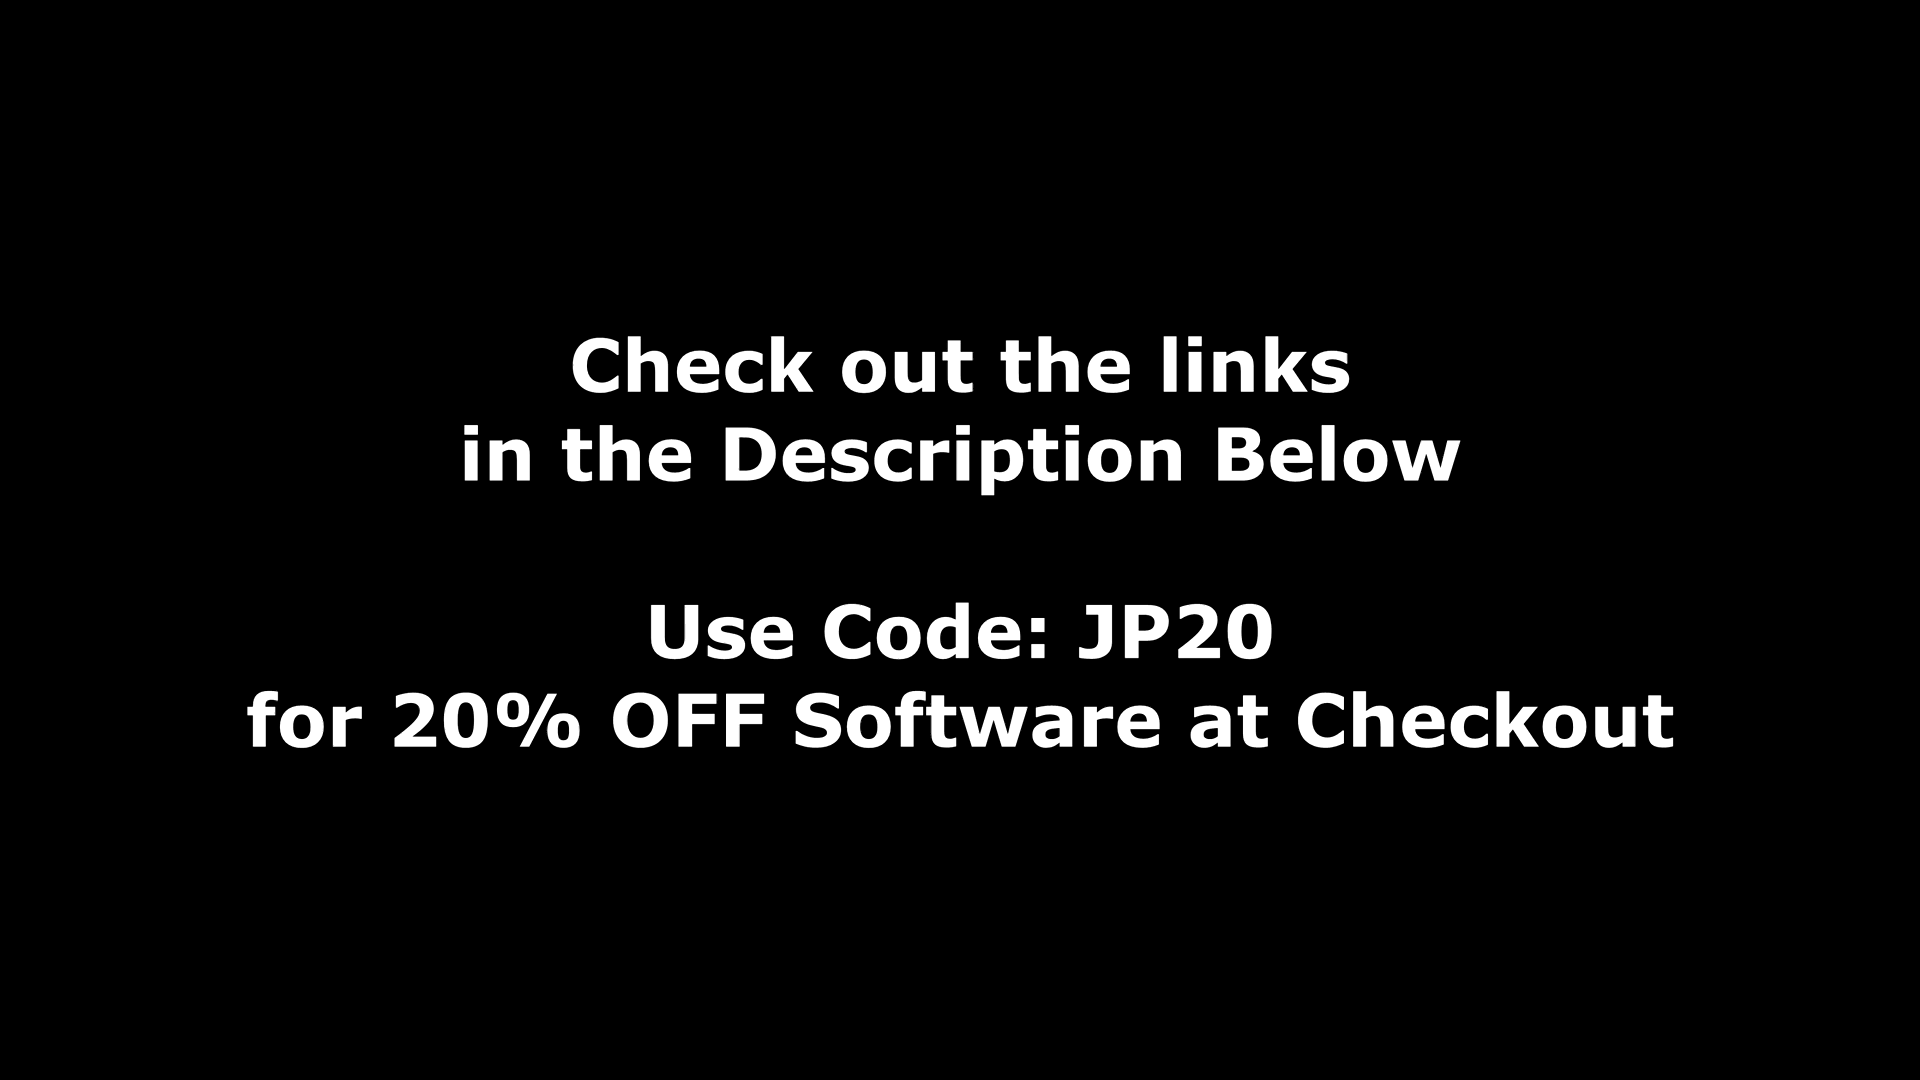 Check out the links
in the Description Below
Use Code: JP20
for 20% OFF Software at Checkout